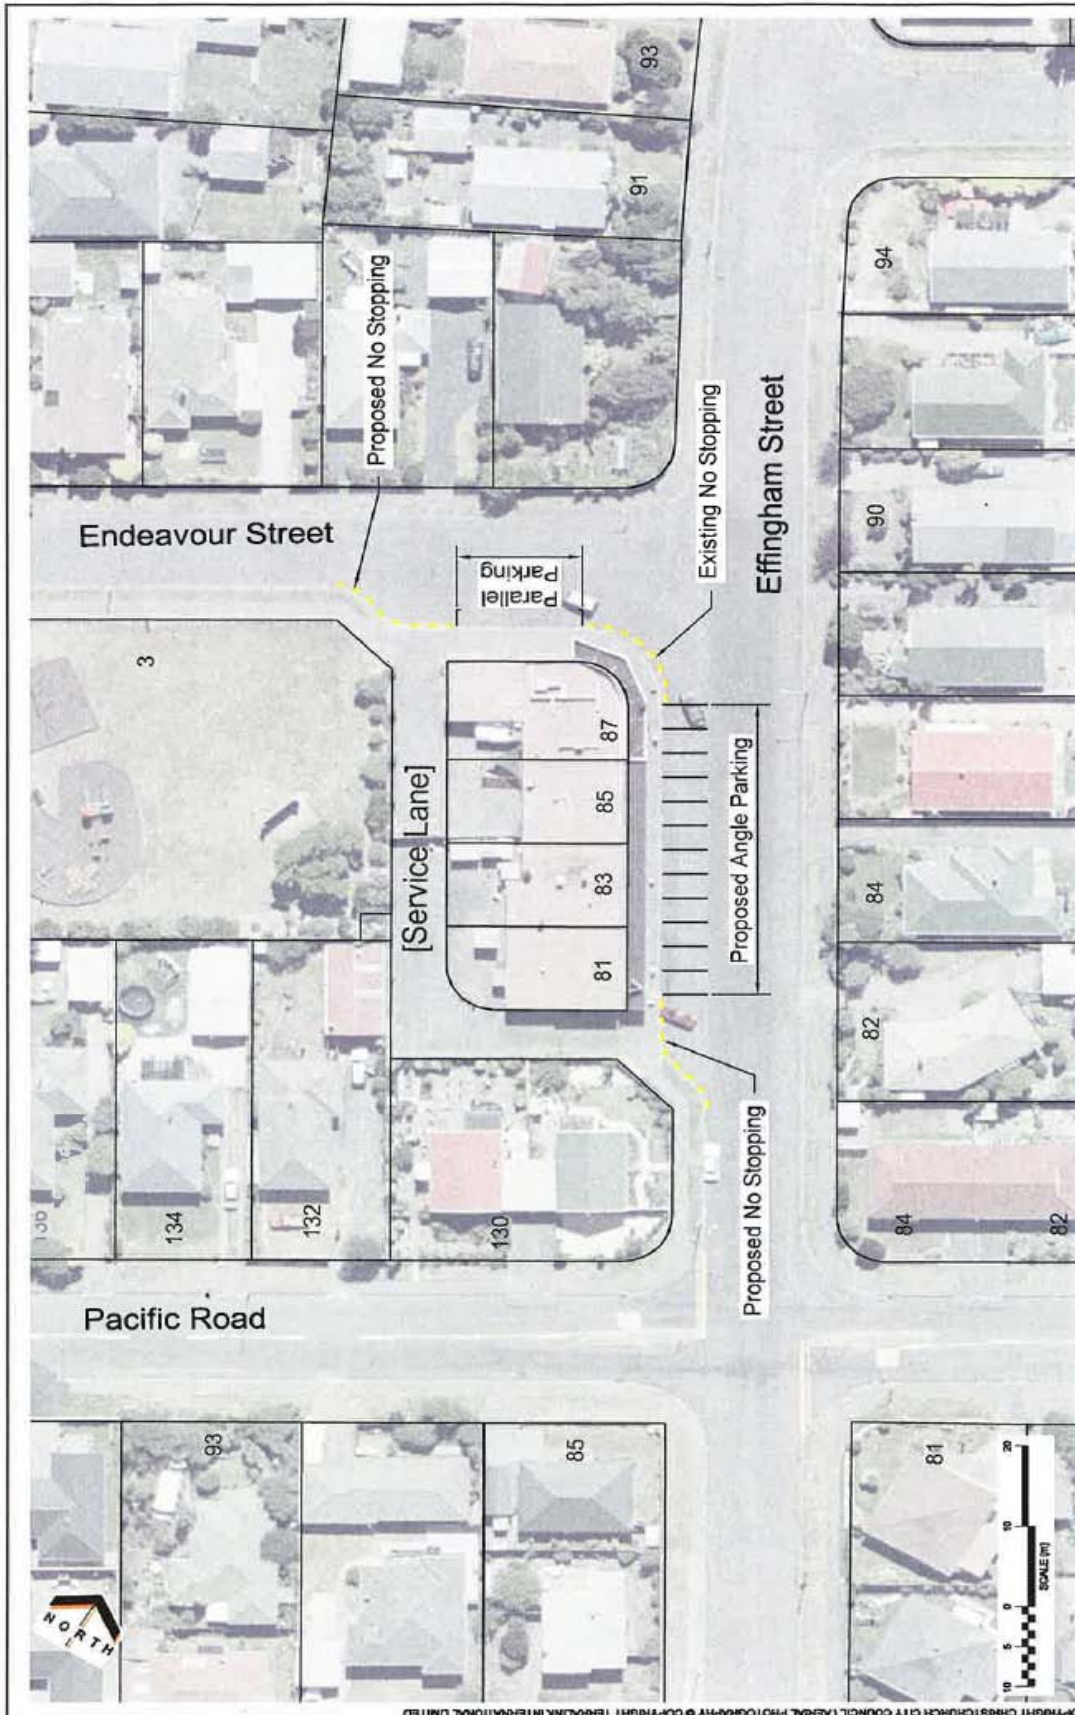 93
91
94
Proposed No Stopping
Endeavour Street
Parallel
Parking
Existing No Stopping
Effingham Street
90
3
[Service Lane]
87
85
83
81
Proposed Angle Parking
84
82
134
132
130
Proposed No Stopping
84
82
Pacific Road
93
85
81
NORTH
10 5 0 10 20
SCALE (m)